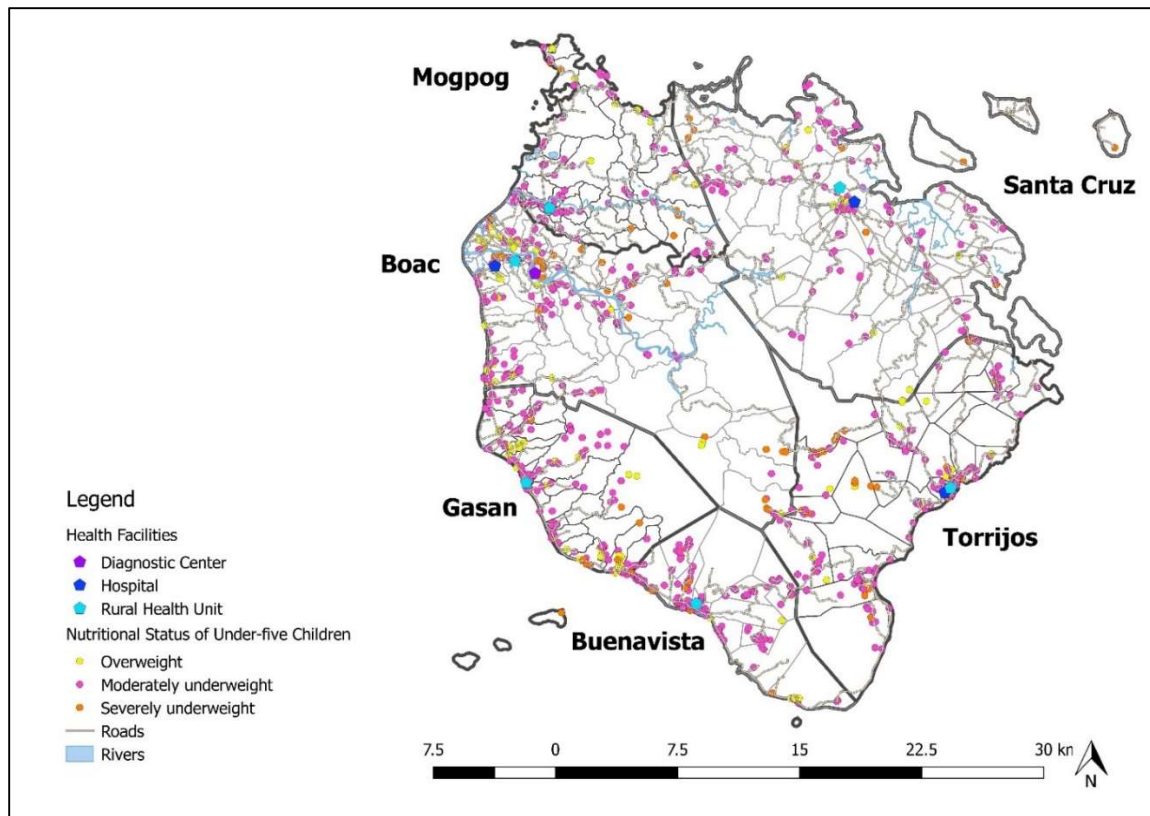 Mogpog
Santa Cruz
Boac
Gasan
Torrijos
Buenavista
Legend
Health Facilities
Diagnostic Center
Hospital
Rural Health Unit
Nutritional Status of Under-five Children
Overweight
Moderately underweight
Severely underweight
Roads
Rivers
7.5 0 7.5 15 22.5 30 km
N